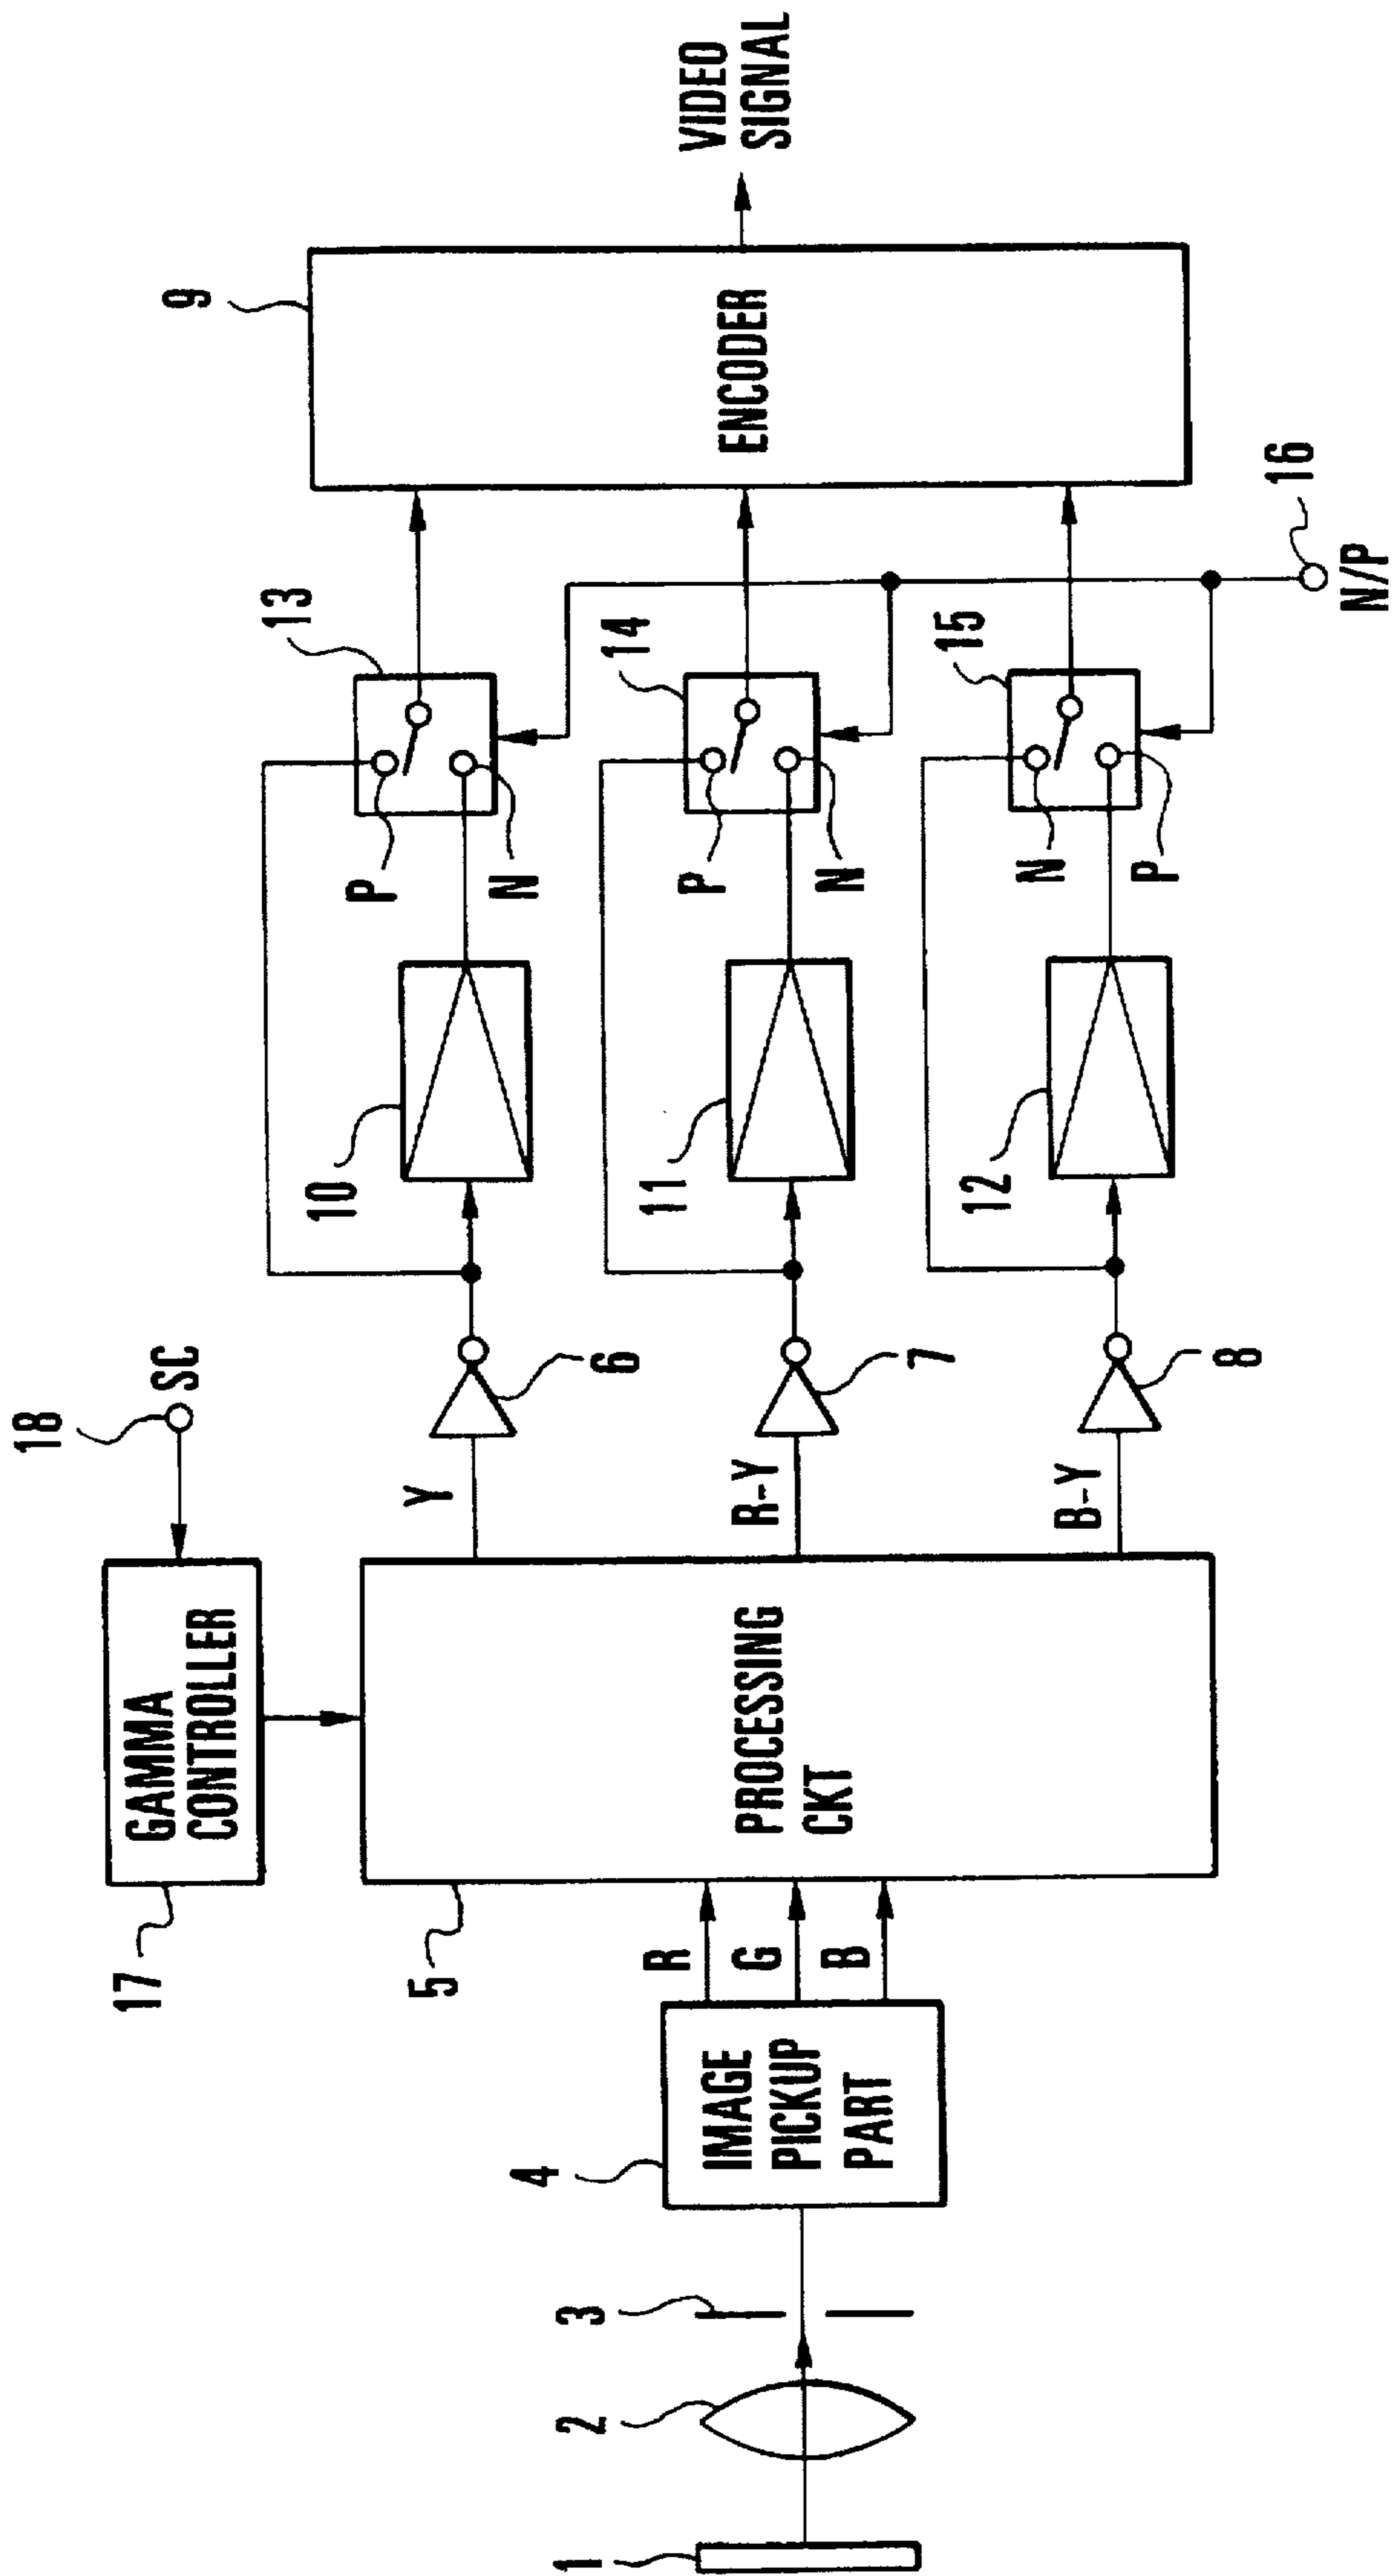 1
2
3
4
IMAGE
PICKUP
PART
R
G
B
5
PROCESSING
CKT
17
GAMMA
CONTROLLER
18
SC
Y
R-Y
B-Y
6
7
8
10
11
12
P
N
P
N
N
P
13
14
15
16
N/P
9
ENCODER
VIDEO
SIGNAL